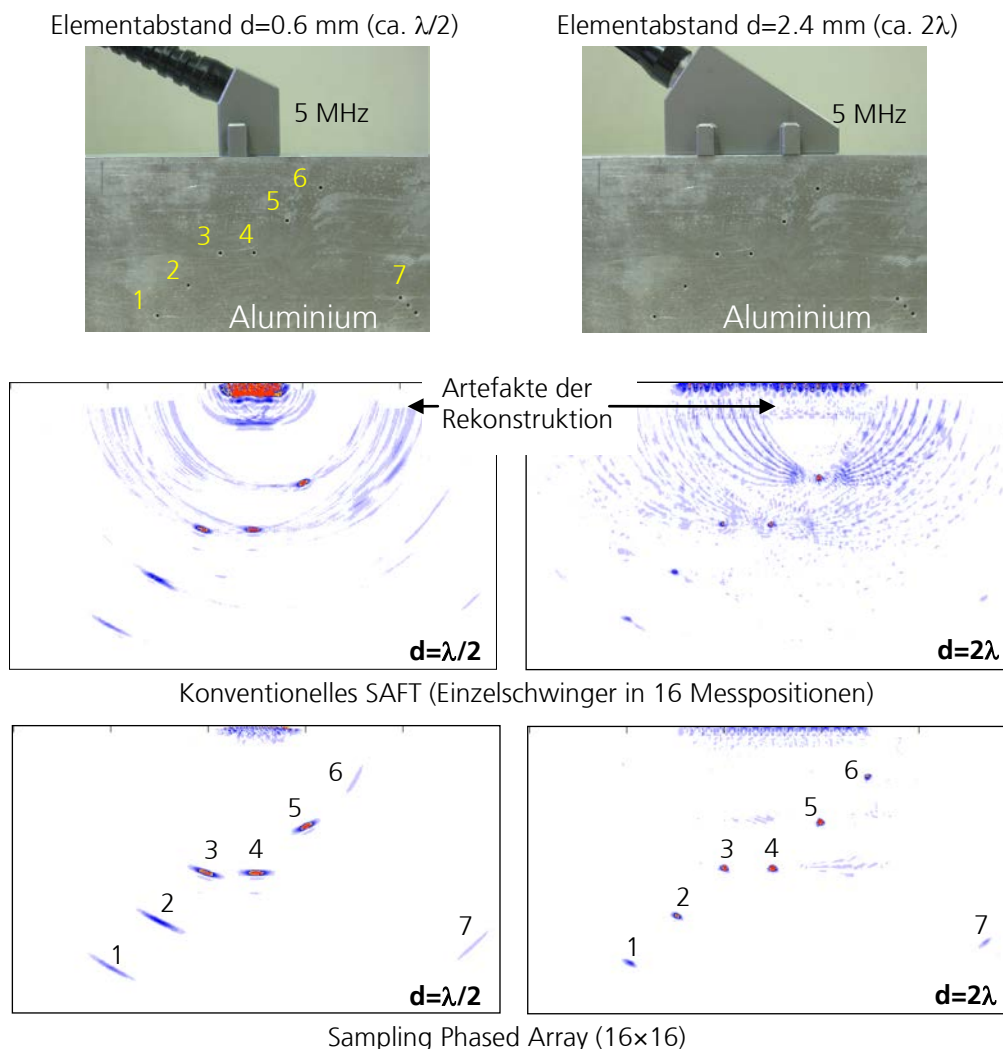 Elementabstand d=0.6 mm (ca. λ/2)
Elementabstand d=2.4 mm (ca. 2λ)
5 MHz
6
5
3 4
2
7
1
Aluminium
5 MHz
Aluminium
Artefakte der
Rekonstruktion
d=λ/2
d=2λ
Konventionelles SAFT (Einzelschwinger in 16 Messpositionen)
6
5
3 4
2
7
1
d=λ/2
6
5
3 4
2
7
1
d=2λ
Sampling Phased Array (16×16)